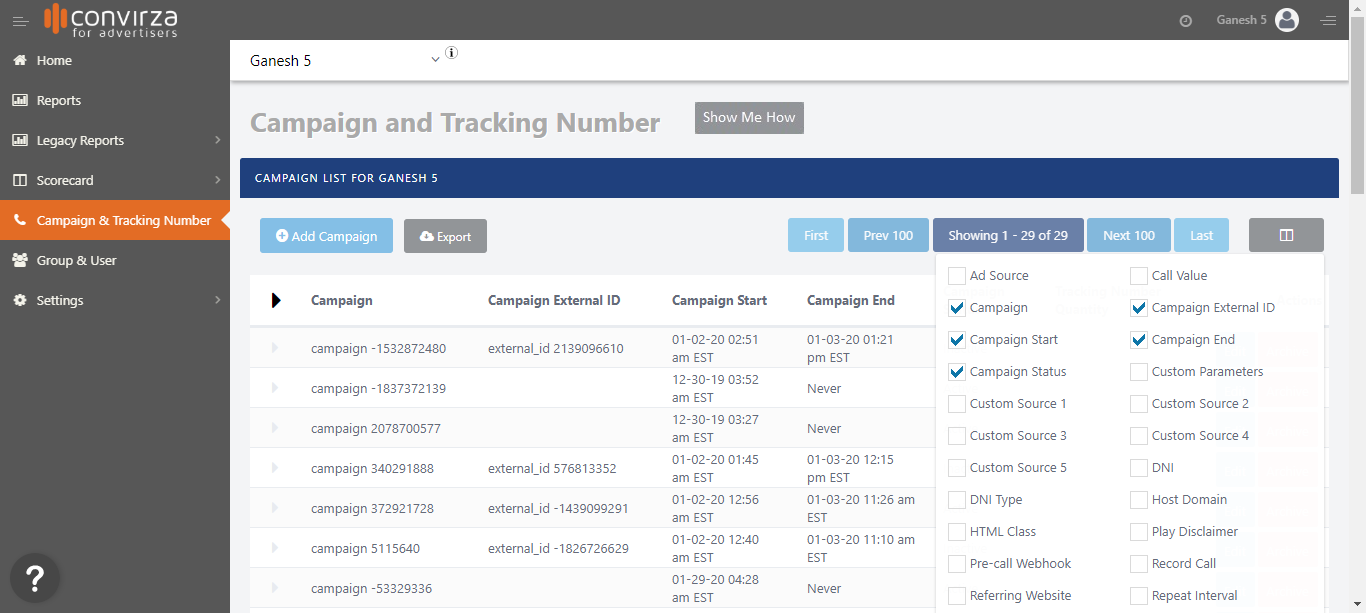 convirza
for advertisers
Ganesh 5
Home
Reports
Legacy Reports
Scorecard
Campaign & Tracking Number
Group & User
Settings
?
Ganesh 5
i
Campaign and Tracking Number
Show Me How
CAMPAIGN LIST FOR GANESH 5
Add Campaign
Export
First
Prev 100
Showing 1 - 29 of 29
Next 100
Last
Campaign
Campaign External ID
Campaign Start
Campaign End
campaign -1532872480
external_id 2139096610
01-02-20 02:51
am EST
01-03-20 01:21
pm EST
campaign -1837372139
12-30-19 03:52
am EST
Never
campaign 2078700577
12-30-19 03:27
am EST
Never
campaign 340291888
external_id 576813352
01-02-20 01:45
am EST
01-03-20 12:15
pm EST
campaign 372921728
external_id -1439099291
01-02-20 12:56
am EST
01-03-20 11:26 am
EST
campaign 5115640
external_id -1826726629
01-02-20 12:40
am EST
01-03-20 11:10 am
EST
campaign -53329336
01-29-20 04:28
am EST
Never
Ad Source
Call Value
Campaign
Campaign External ID
Campaign Start
Campaign End
Campaign Status
Custom Parameters
Custom Source 1
Custom Source 2
Custom Source 3
Custom Source 4
Custom Source 5
DNI
DNI Type
Host Domain
HTML Class
Play Disclaimer
Pre-call Webhook
Record Call
Referring Website
Repeat Interval